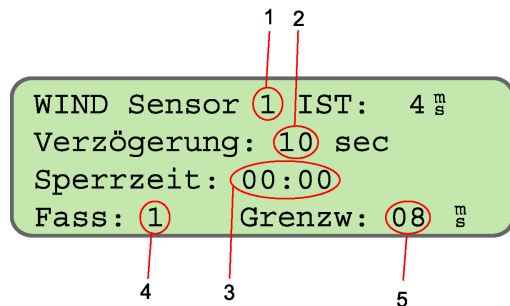 1 2
WIND Sensor 1 IST: 4 m/s
Verzögerung: 10 sec
Sperrzeit: 00:00
Fass: 1 Grenzw: 08 m/s
4 3 5